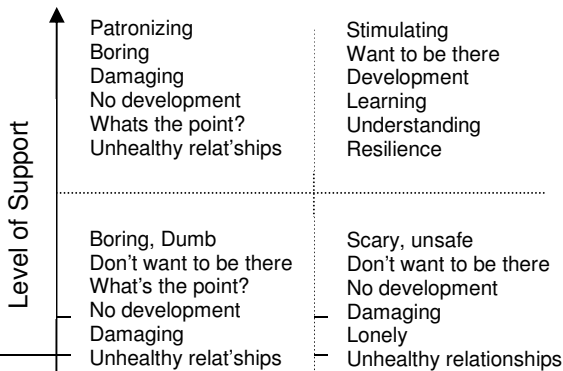 Level of Support
Patronizing
Boring
Damaging
No development
Whats the point?
Unhealthy relat'ships
Stimulating
Want to be there
Development
Learning
Understanding
Resilience
Boring, Dumb
Don't want to be there
What's the point?
No development
Damaging
Unhealthy relat'ships
Scary, unsafe
Don't want to be there
No development
Damaging
Lonely
Unhealthy relationships